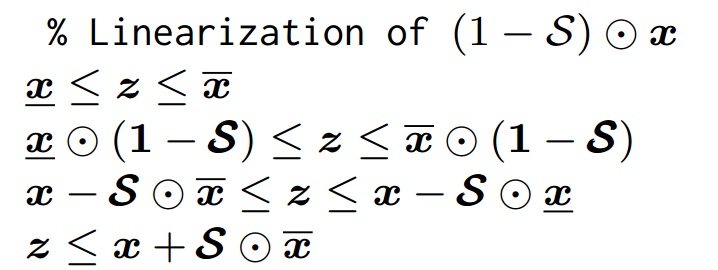 % Linearization of (1 − 𝒮) ⊙ 𝒙
x̲ ≤ z ≤ x̅
x̲ ⊙ (1 − 𝓢) ≤ z ≤ x̅ ⊙ (1 − 𝓢)
x − 𝓢 ⊙ x̅ ≤ z ≤ x − 𝓢 ⊙ x̲
z ≤ x + 𝓢 ⊙ x̅